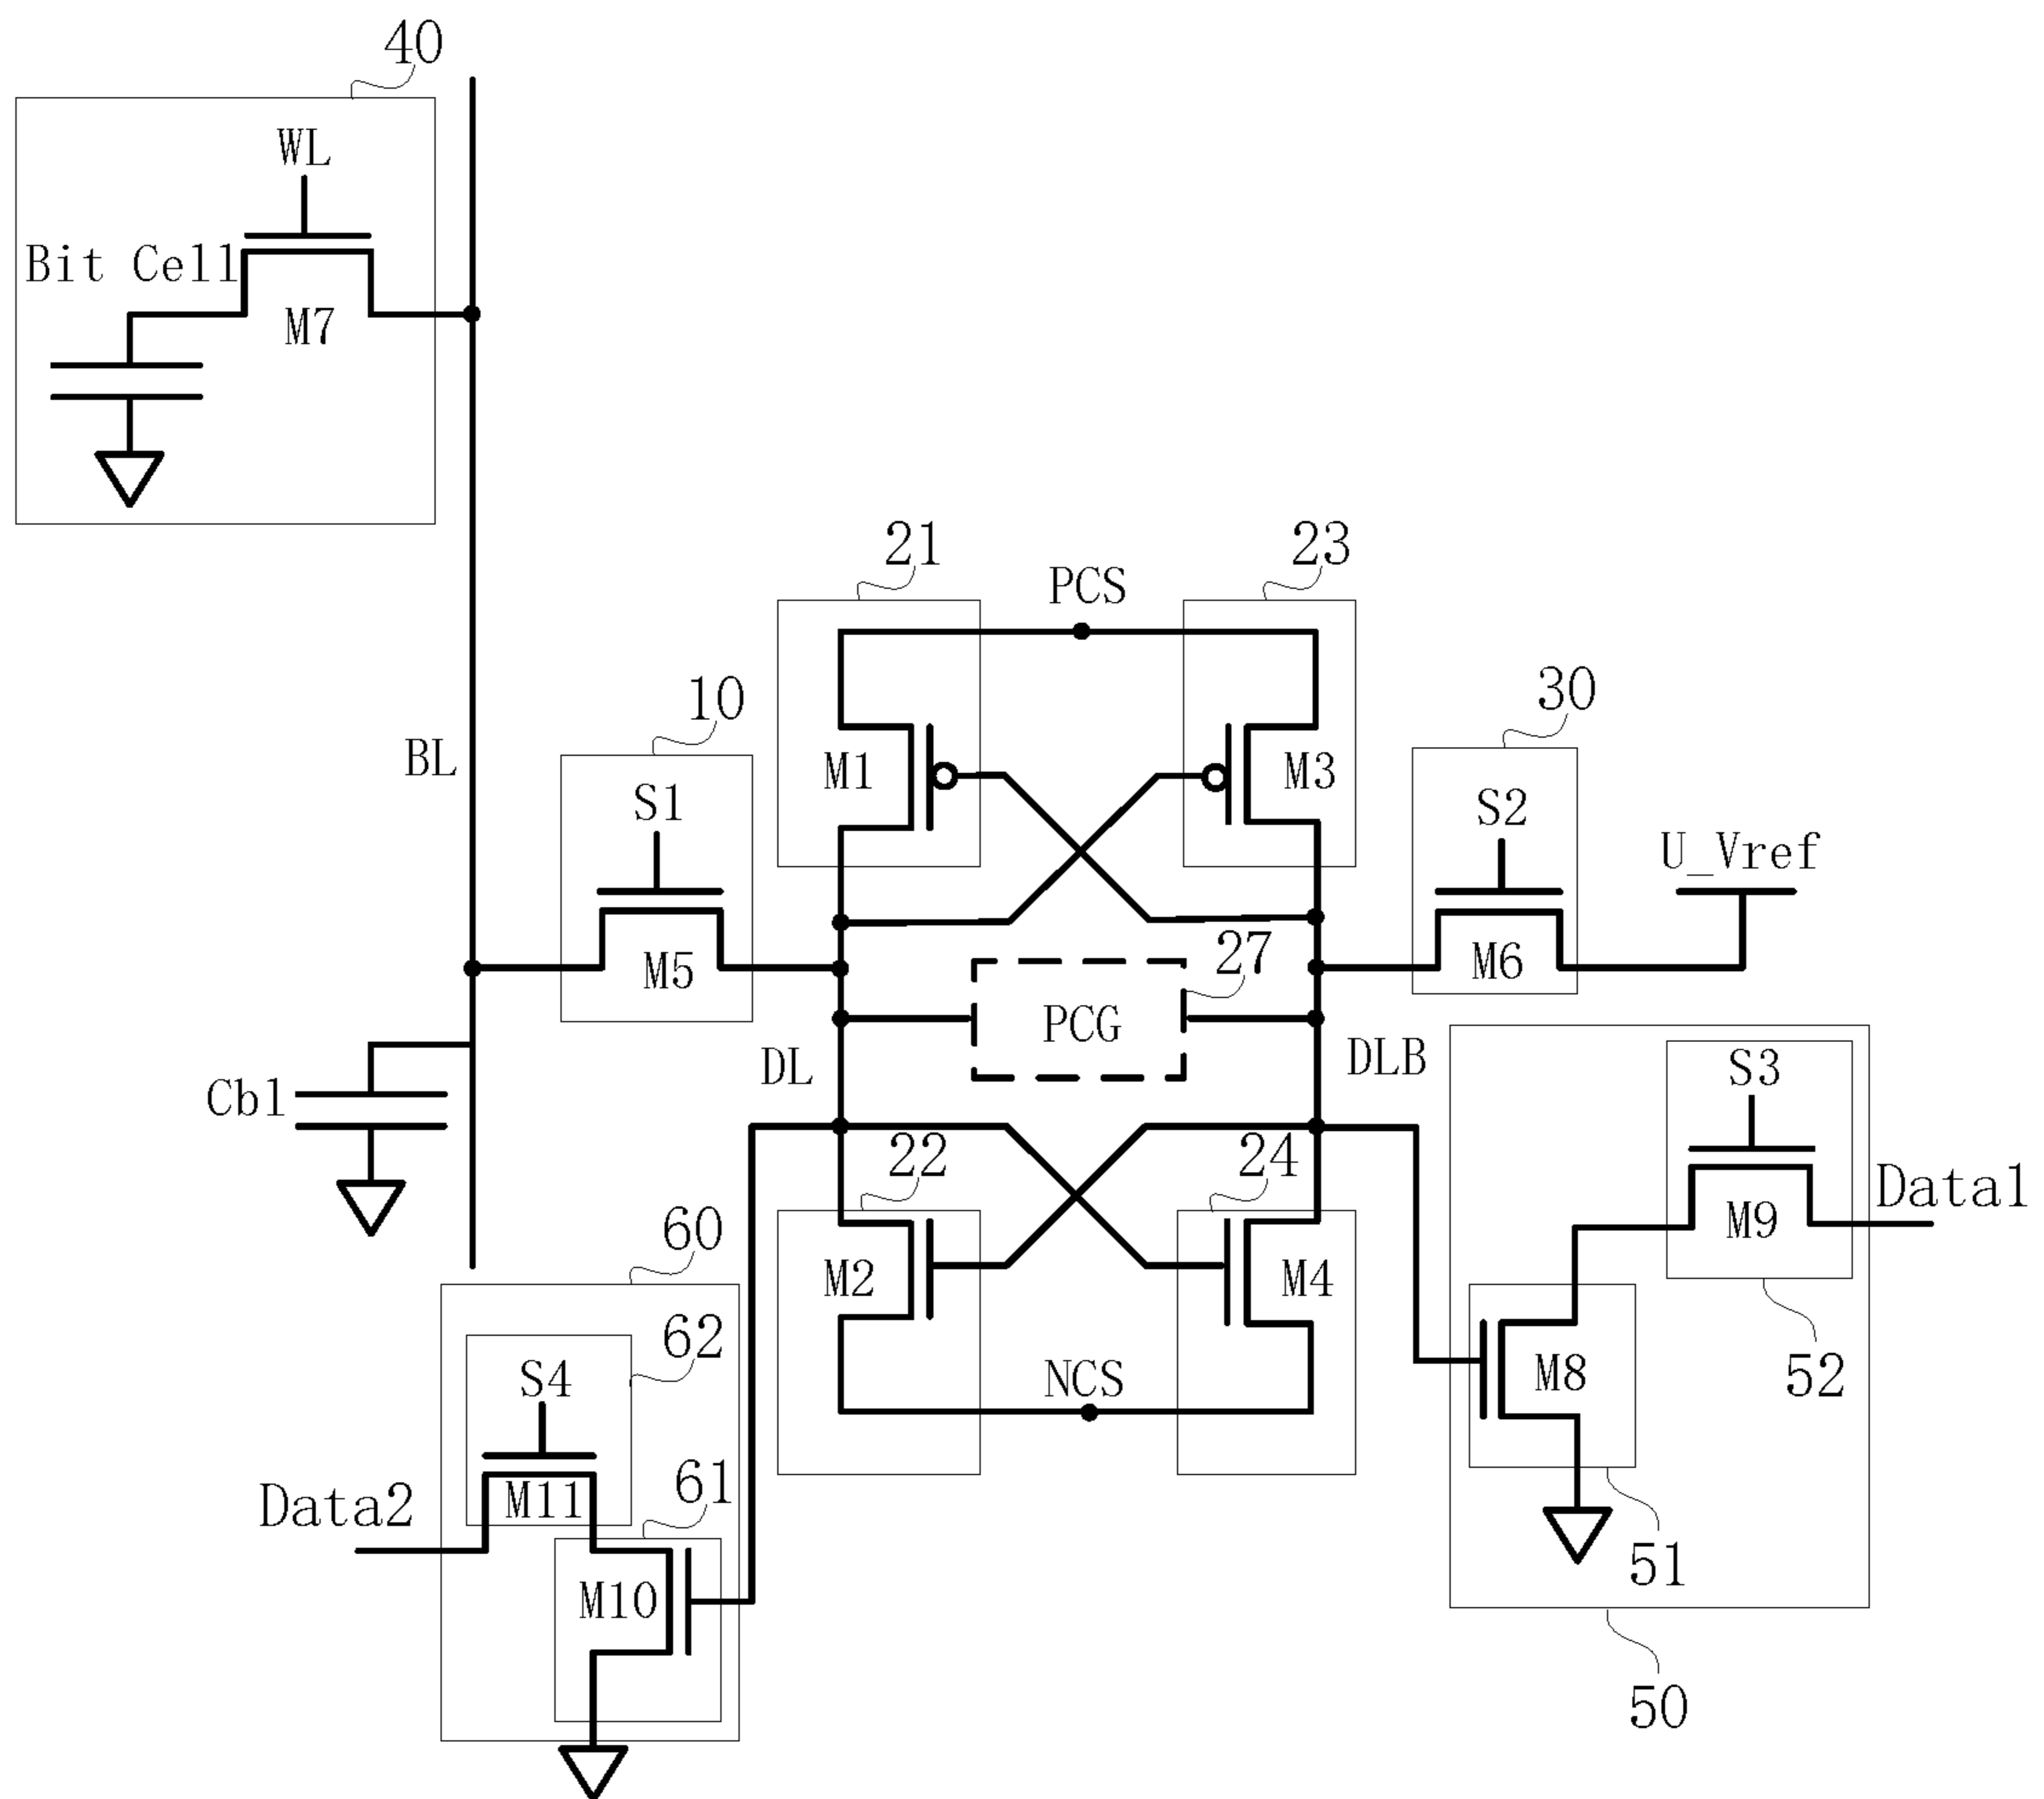 40
WL
Bit Cell
M7
21
23
PCS
10
30
BL
M1
M3
S1
S2
U_Vref
M5
M6
27
PCG
DL
DLB
S3
Cbl
22
24
Data1
M9
60
M2
M4
62
S4
NCS
M8
52
61
M11
Data2
51
M10
50